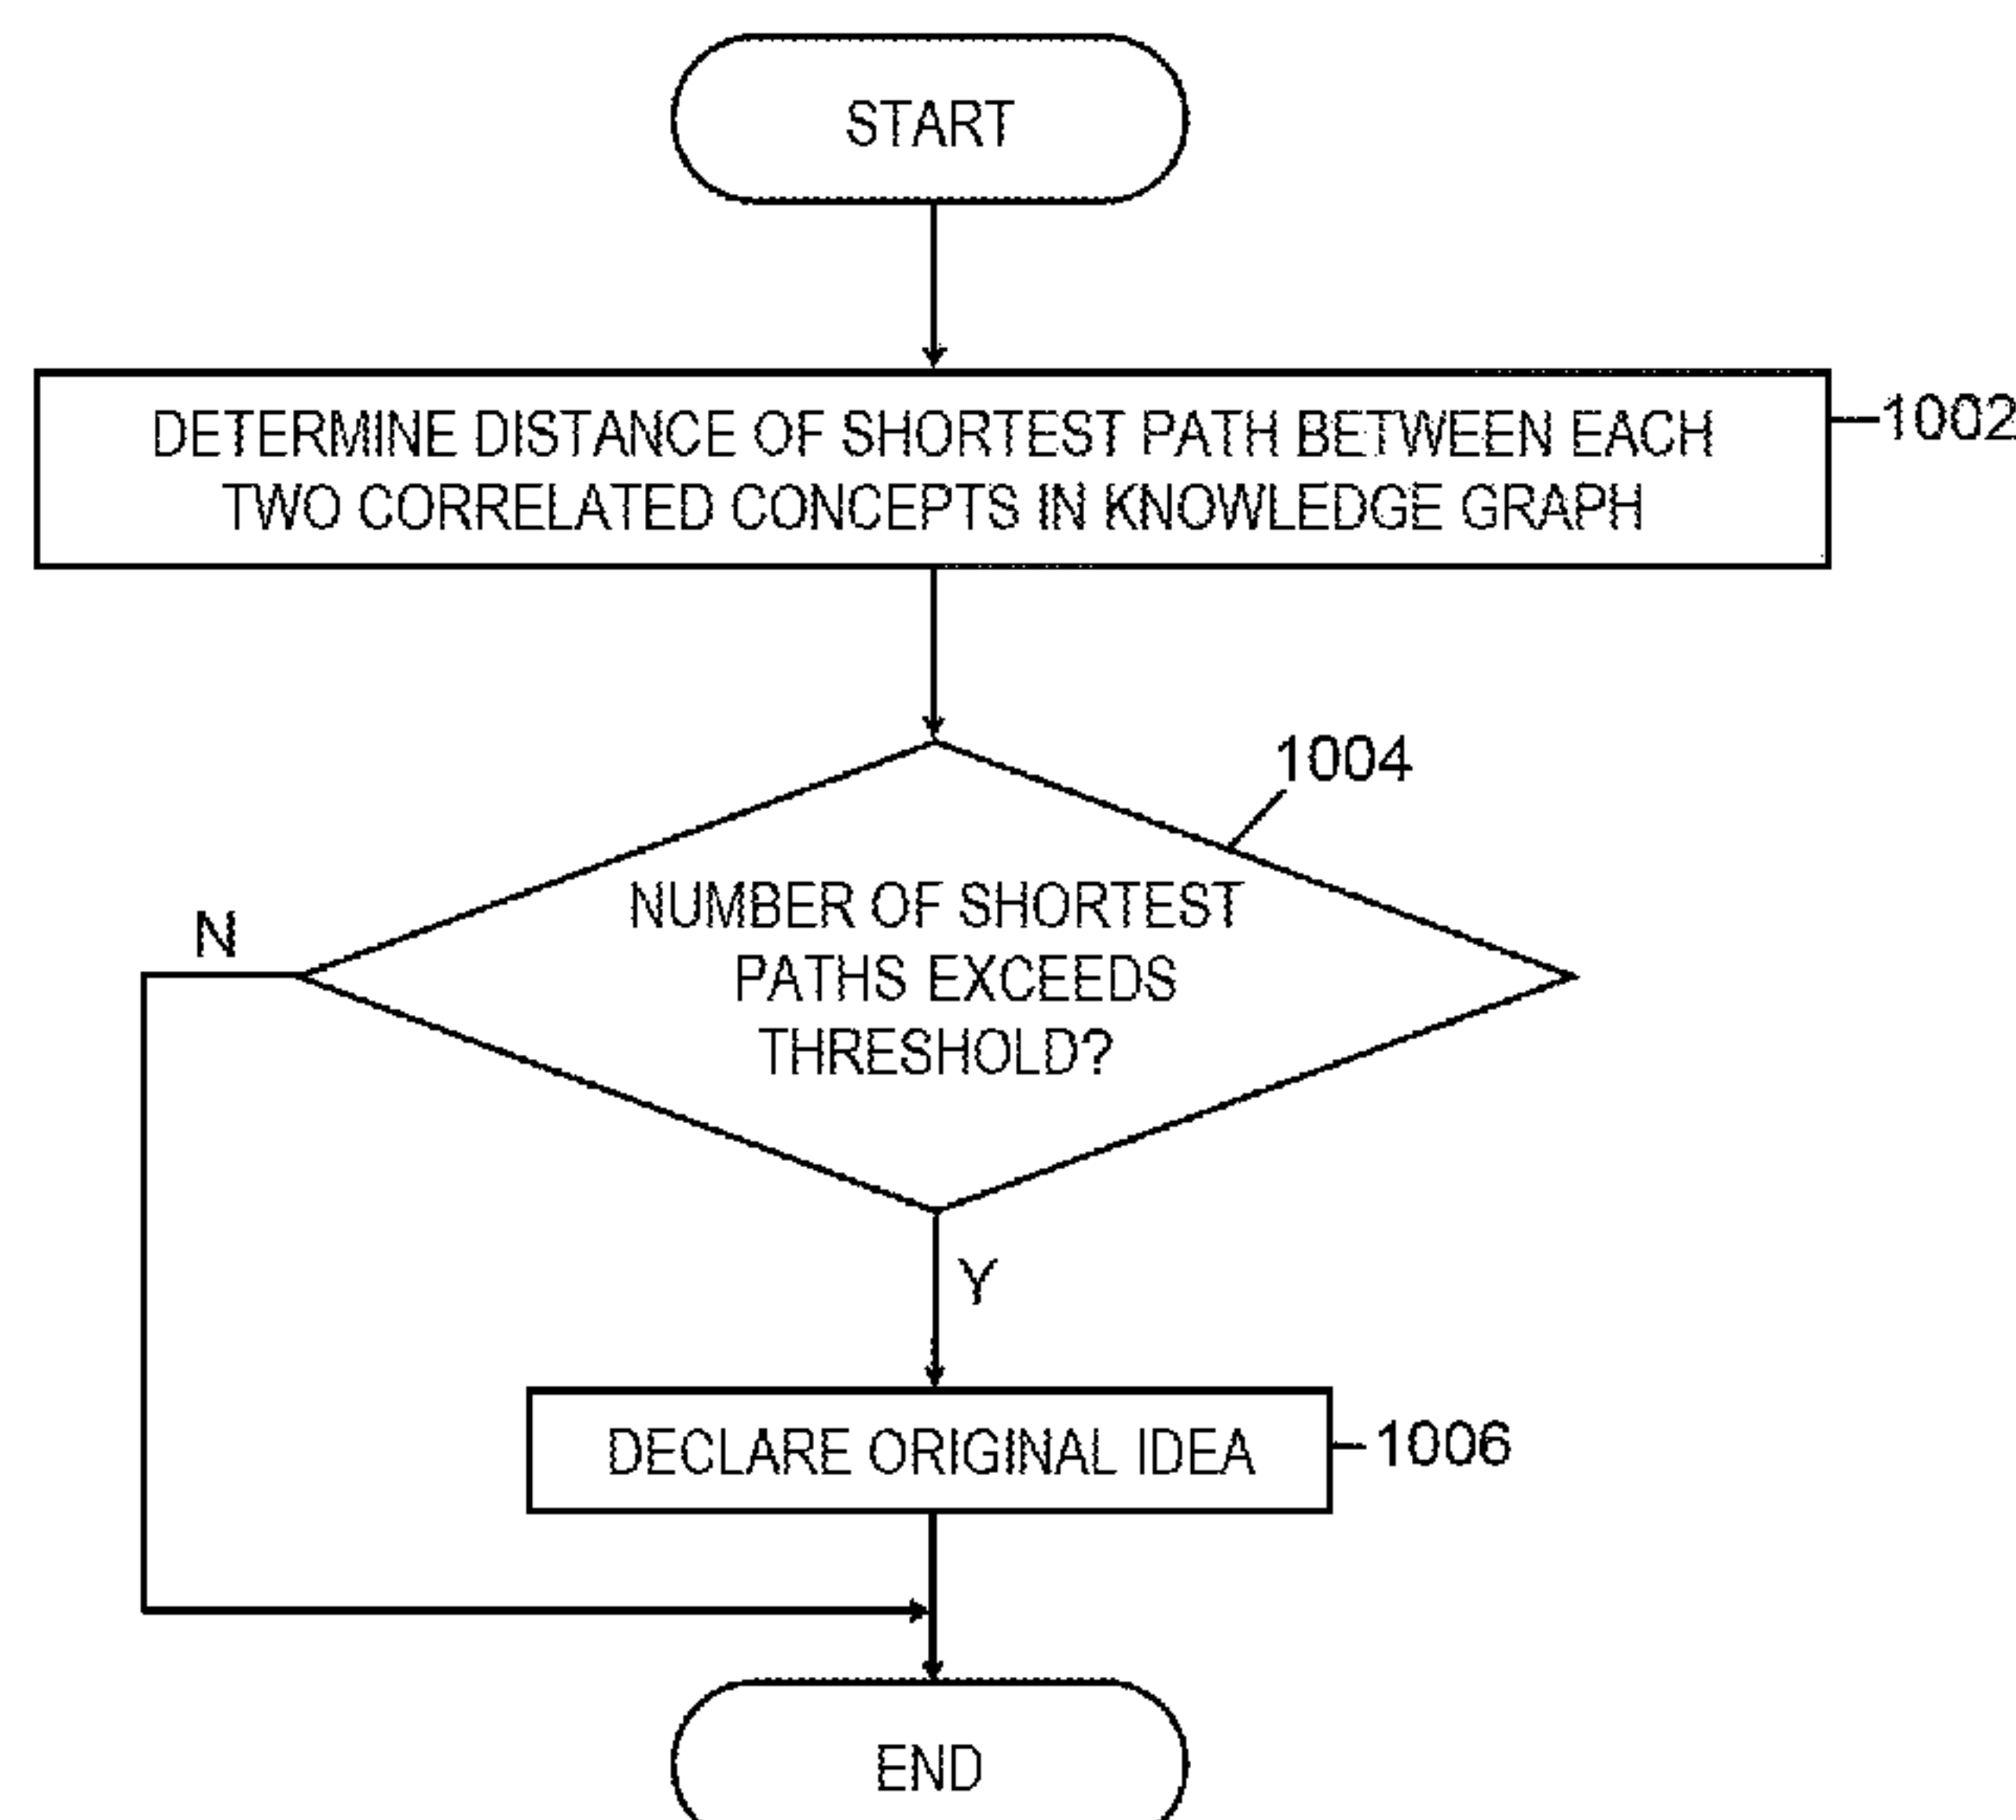 START
DETERMINE DISTANCE OF SHORTEST PATH BETWEEN EACH
TWO CORRELATED CONCEPTS IN KNOWLEDGE GRAPH
1002
1004
NUMBER OF SHORTEST
PATHS EXCEEDS
THRESHOLD?
N
Y
DECLARE ORIGINAL IDEA
1006
END